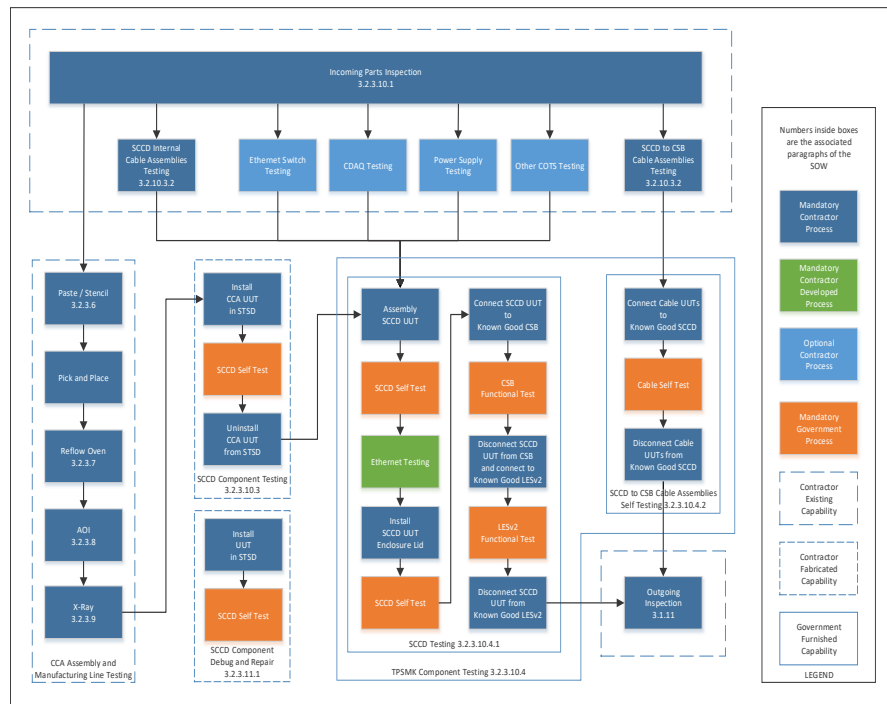 Incoming Parts Inspection
3.2.3.10.1
SCCD Internal
Cable Assemblies
Testing
3.2.10.3.2
Ethernet Switch
Testing
CDAQ Testing
Power Supply
Testing
Other COTS Testing
SCCD to CSB
Cable Assemblies
Testing
3.2.10.3.2
Paste / Stencil
3.2.3.6
Pick and Place
Reflow Oven
3.2.3.7
AOI
3.2.3.8
X-Ray
3.2.3.9
CCA Assembly and
Manufacturing Line Testing
Install
CCA UUT
in STSD
SCCD Self Test
Uninstall
CCA UUT
from STSD
SCCD Component Testing
3.2.3.10.3
Install
UUT
in STSD
SCCD Self Test
SCCD Component
Debug and Repair
3.2.3.11.1
Assembly
SCCD UUT
SCCD Self Test
Ethernet Testing
Install
SCCD UUT
Enclosure Lid
SCCD Self Test
Connect SCCD UUT
to
Known Good CSB
CSB
Functional Test
Disconnect SCCD
UUT from CSB
and connect to
Known Good LESv2
LESv2
Functional Test
Disconnect SCCD
UUT from
Known Good LESv2
SCCD Testing 3.2.3.10.4.1
TPSMK Component Testing 3.2.3.10.4
Connect Cable UUTs
to
Known Good SCCD
Cable Self Test
Disconnect Cable
UUTs from
Known Good SCCD
SCCD to CSB Cable Assemblies
Self Testing 3.2.3.10.4.2
Outgoing
Inspection
3.1.11
Numbers inside boxes
are the associated
paragraphs of the
SOW
Mandatory
Contractor
Process
Mandatory
Contractor
Developed
Process
Optional
Contractor
Process
Mandatory
Government
Process
Contractor
Existing
Capability
Contractor
Fabricated
Capability
Government
Furnished
Capability
LEGEND